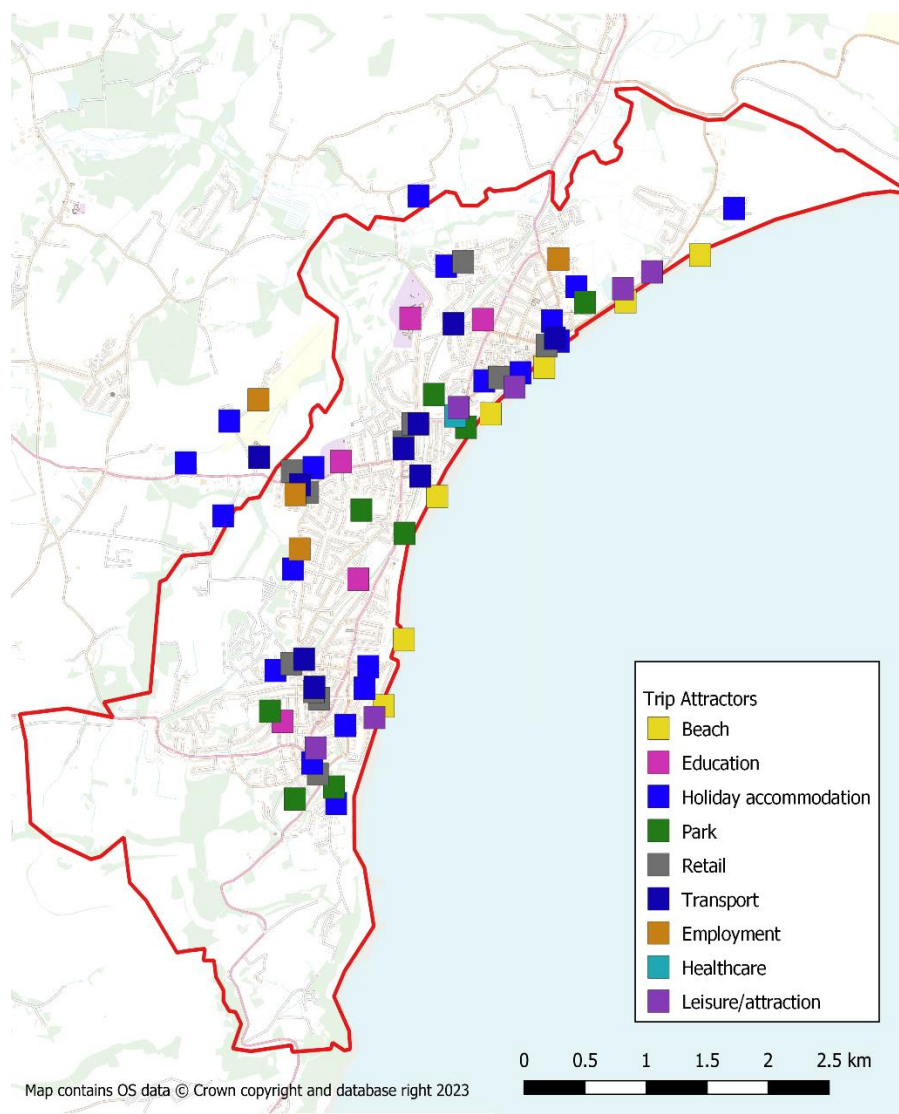 Trip Attractors
Beach
Education
Holiday accommodation
Park
Retail
Transport
Employment
Healthcare
Leisure/attraction
0 0.5 1 1.5 2 2.5 km
Map contains OS data © Crown copyright and database right 2023